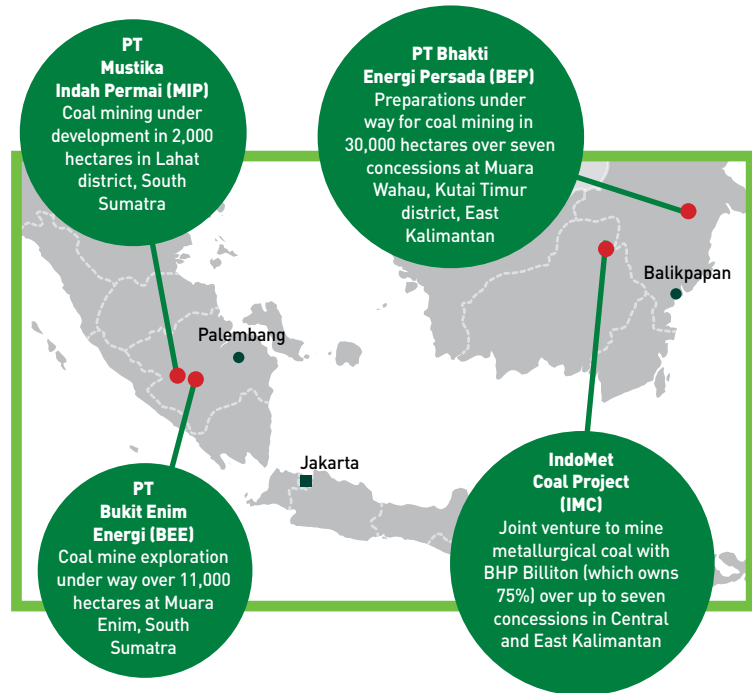 PT
Mustika
Indah Permai (MIP)
Coal mining under
development in 2,000
hectares in Lahat
district, South
Sumatra
PT Bhakti
Energi Persada (BEP)
Preparations under
way for coal mining in
30,000 hectares over seven
concessions at Muara
Wahau, Kutai Timur
district, East
Kalimantan
Balikpapan
Palembang
Jakarta
PT
Bukit Enim
Energi (BEE)
Coal mine exploration
under way over 11,000
hectares at Muara
Enim, South
Sumatra
IndoMet
Coal Project
(IMC)
Joint venture to mine
metallurgical coal with
BHP Billiton (which owns
75%) over up to seven
concessions in Central
and East Kalimantan